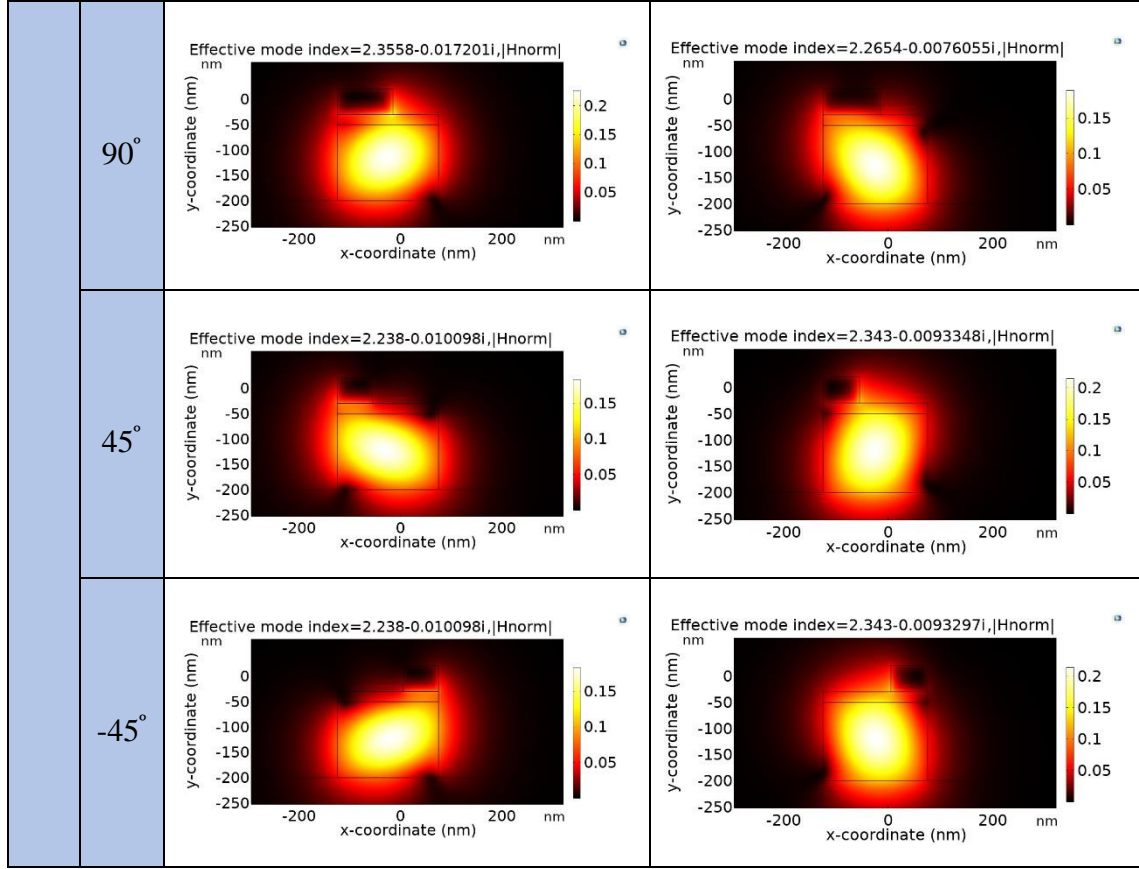 90°
Effective mode index=2.3558-0.017201i,|Hnorm|
nm
y-coordinate (nm)
0
-50
-100
-150
-200
-250
-200
0
200
nm
x-coordinate (nm)
0.2
0.15
0.1
0.05
Effective mode index=2.2654-0.0076055i,|Hnorm|
nm
y-coordinate (nm)
0
-50
-100
-150
-200
-250
-200
0
200
nm
x-coordinate (nm)
0.15
0.1
0.05
45°
Effective mode index=2.238-0.010098i,|Hnorm|
nm
y-coordinate (nm)
0
-50
-100
-150
-200
-250
-200
0
200
nm
x-coordinate (nm)
0.15
0.1
0.05
Effective mode index=2.343-0.0093348i,|Hnorm|
nm
y-coordinate (nm)
0
-50
-100
-150
-200
-250
-200
0
200
nm
x-coordinate (nm)
0.2
0.15
0.1
0.05
-45°
Effective mode index=2.238-0.010098i,|Hnorm|
nm
y-coordinate (nm)
0
-50
-100
-150
-200
-250
-200
0
200
nm
x-coordinate (nm)
0.15
0.1
0.05
Effective mode index=2.343-0.0093297i,|Hnorm|
nm
y-coordinate (nm)
0
-50
-100
-150
-200
-250
-200
0
200
nm
x-coordinate (nm)
0.2
0.15
0.1
0.05